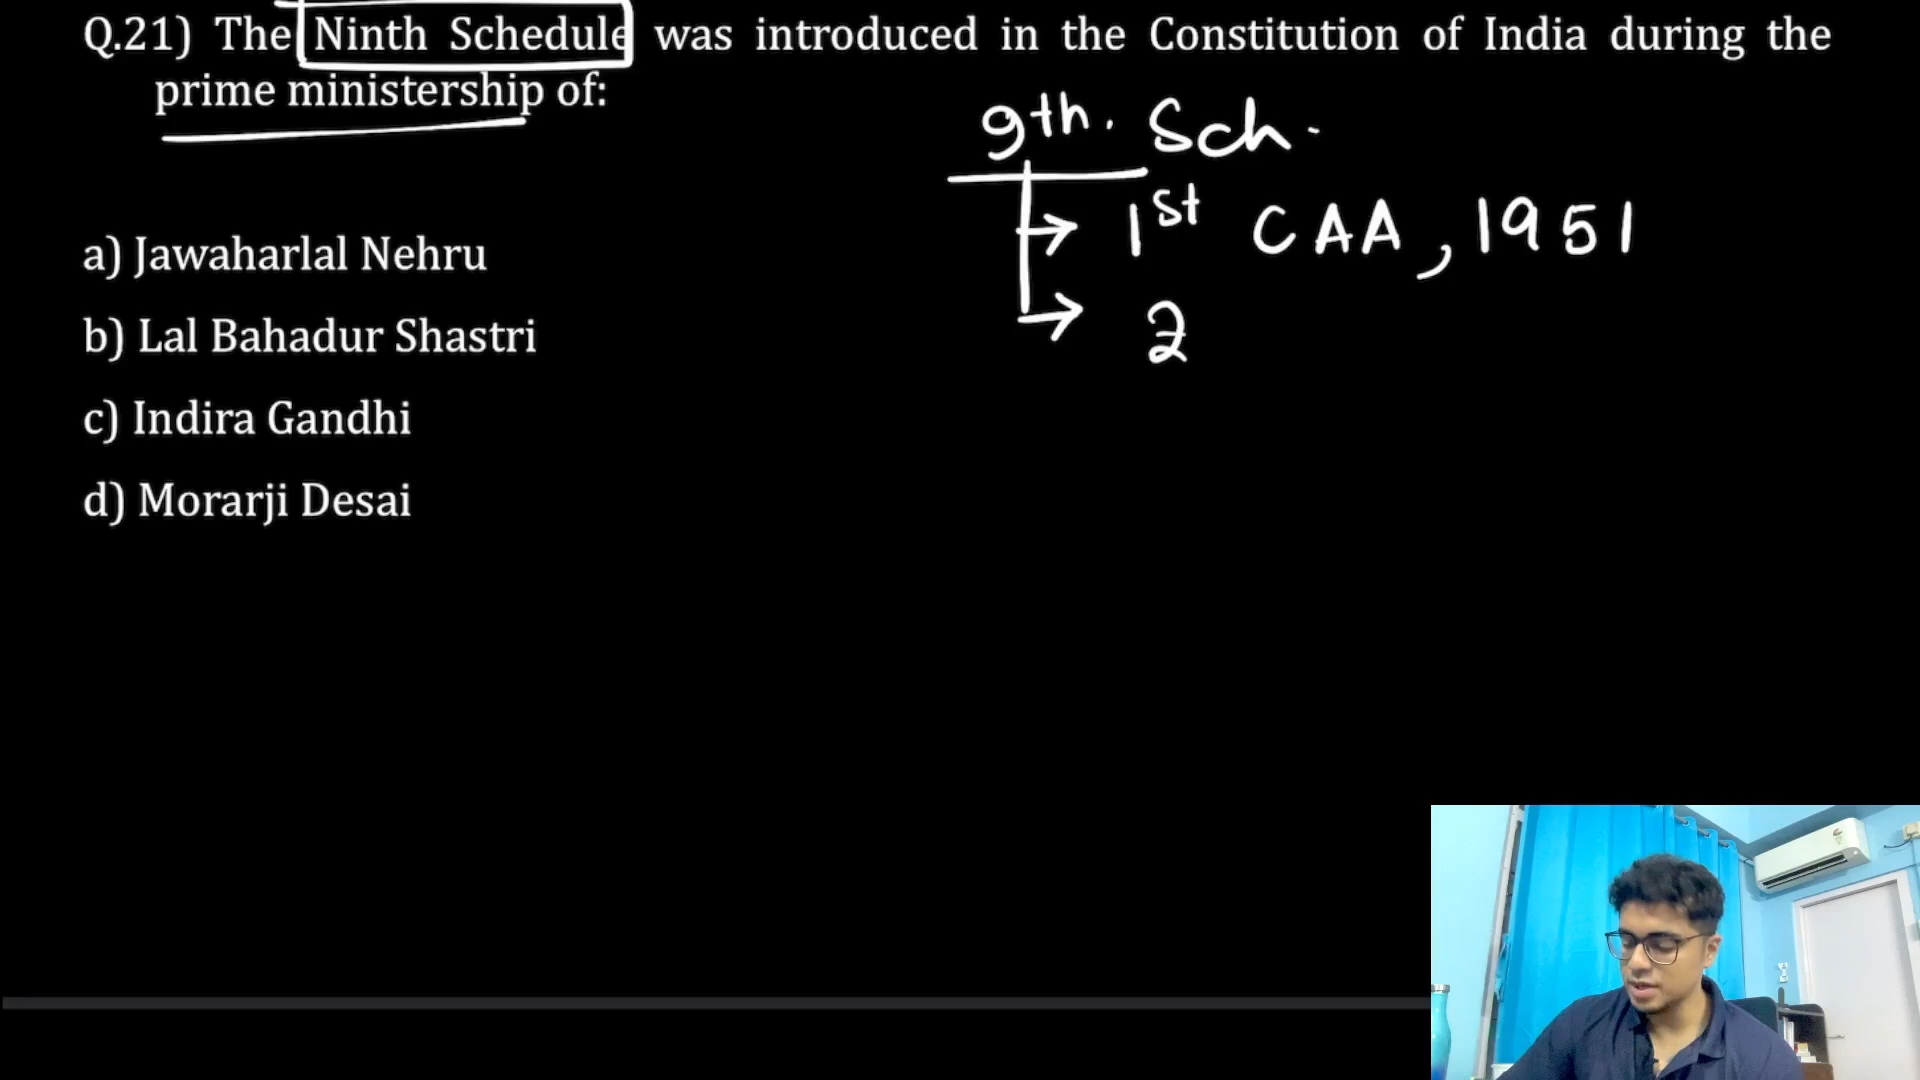 Q.21) The Ninth Schedule was introduced in the Constitution of India during the
prime ministership of:
9th. Sch.
1st CAA, 1951
2
a) Jawaharlal Nehru
b) Lal Bahadur Shastri
c) Indira Gandhi
d) Morarji Desai